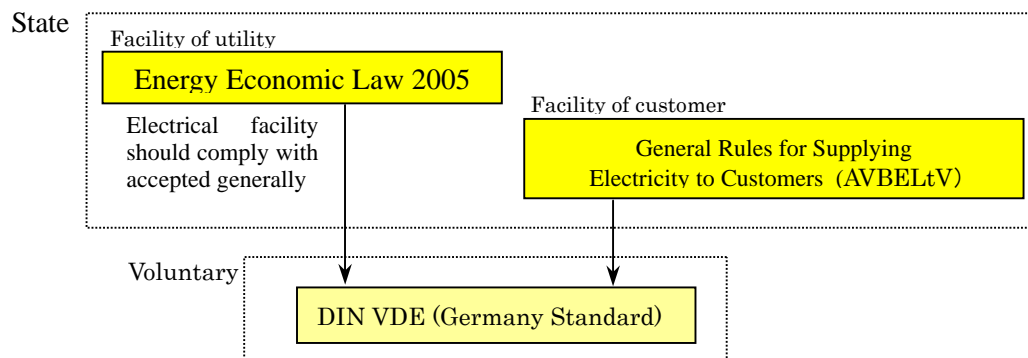 State
Facility of utility
Energy Economic Law 2005
Electrical facility
should comply with
accepted generally
Facility of customer
General Rules for Supplying
Electricity to Customers (AVBELtV)
Voluntary
DIN VDE (Germany Standard)